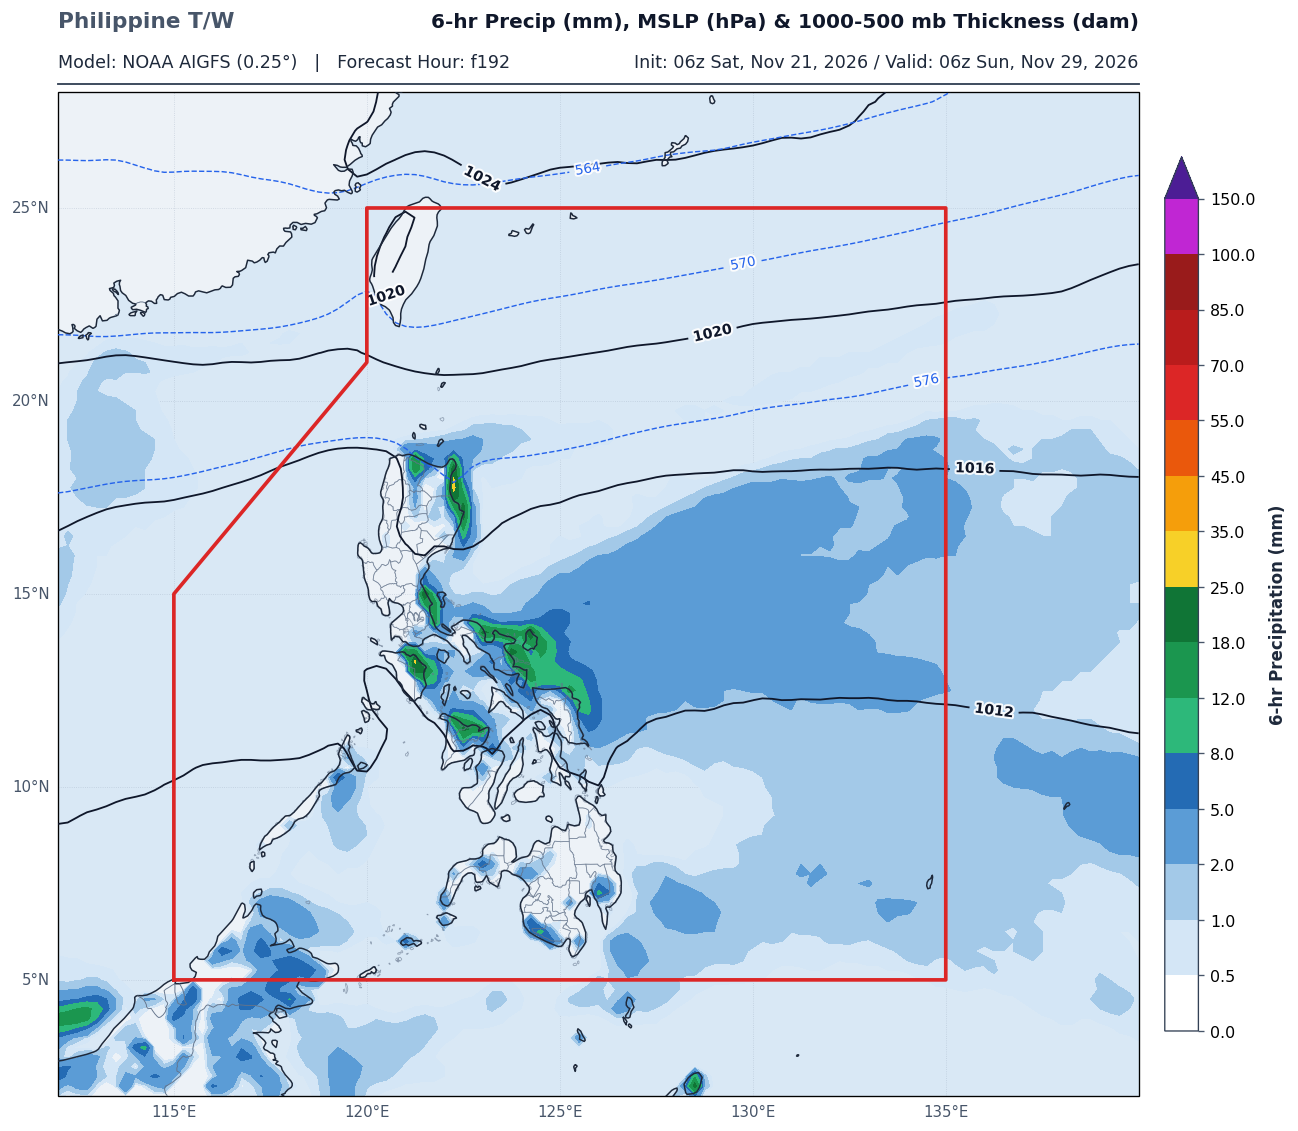 Philippine T/W
6-hr Precip (mm), MSLP (hPa) & 1000-500 mb Thickness (dam)
Model: NOAA AIGFS (0.25°) | Forecast Hour: f192
Init: 06z Sat, Nov 21, 2026 / Valid: 06z Sun, Nov 29, 2026
1024
564
570
1020
1020
576
1016
1012
25°N
20°N
15°N
10°N
5°N
115°E
120°E
125°E
130°E
135°E
150.0
100.0
85.0
70.0
55.0
45.0
35.0
25.0
18.0
12.0
8.0
5.0
2.0
1.0
0.5
0.0
6-hr Precipitation (mm)